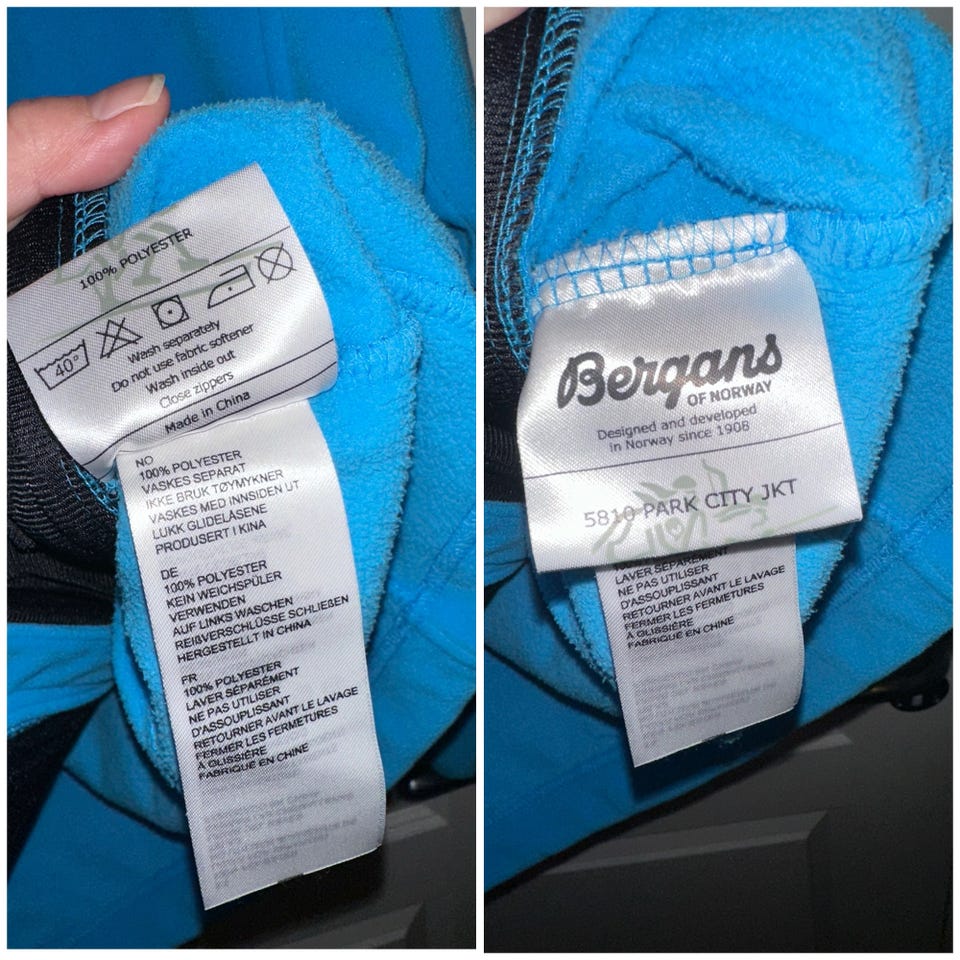 100% POLYESTER
40°
Wash separately
Do not use fabric softener
Wash inside out
Close zippers
Made in China
NO
100% POLYESTER
VASKES SEPARAT
IKKE BRUK TØYMYKNER
VASKES MED INNSIDEN UT
LUKK GLIDELÅSENE
PRODUSERT I KINA
DE
100% POLYESTER
KEIN WEICHSPÜLER
VERWENDEN
AUF LINKS WASCHEN
REIßVERSCHLÜSSE SCHLIEßEN
HERGESTELLT IN CHINA
FR
100% POLYESTER
LAVER SÉPARÉMENT
NE PAS UTILISER
D'ASSOUPLISSANT
RETOURNER AVANT LE LAVAGE
FERMER LES FERMETURES
A GLISSIÈRE
FABRIQUE EN CHINE
Bergans
OF NORWAY
Designed and developed
in Norway since 1908
5810 PARK CITY JKT
LAVER SÉPARÉMENT
NE PAS UTILISER
D'ASSOUPLISSANT
RETOURNER AVANT LE LAVAGE
FERMER LES FERMETURES
A GLISSIÈRE
FABRIQUE EN CHINE